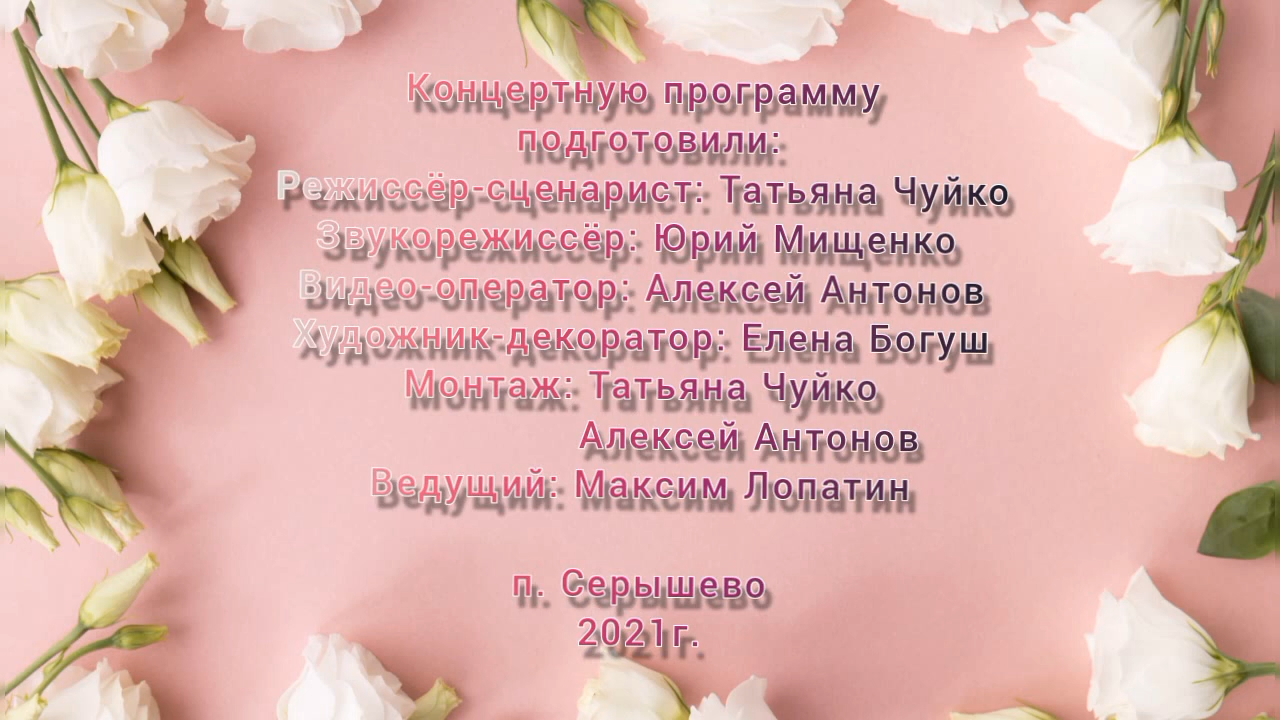 Концертную программу
подготовили:
Режиссёр-сценарист: Татьяна Чуйко
Звукорежиссёр: Юрий Мищенко
Видео-оператор: Алексей Антонов
Художник-декоратор: Елена Богуш
Монтаж: Татьяна Чуйко
Алексей Антонов
Ведущий: Максим Лопатин
п. Серышево
2021г.